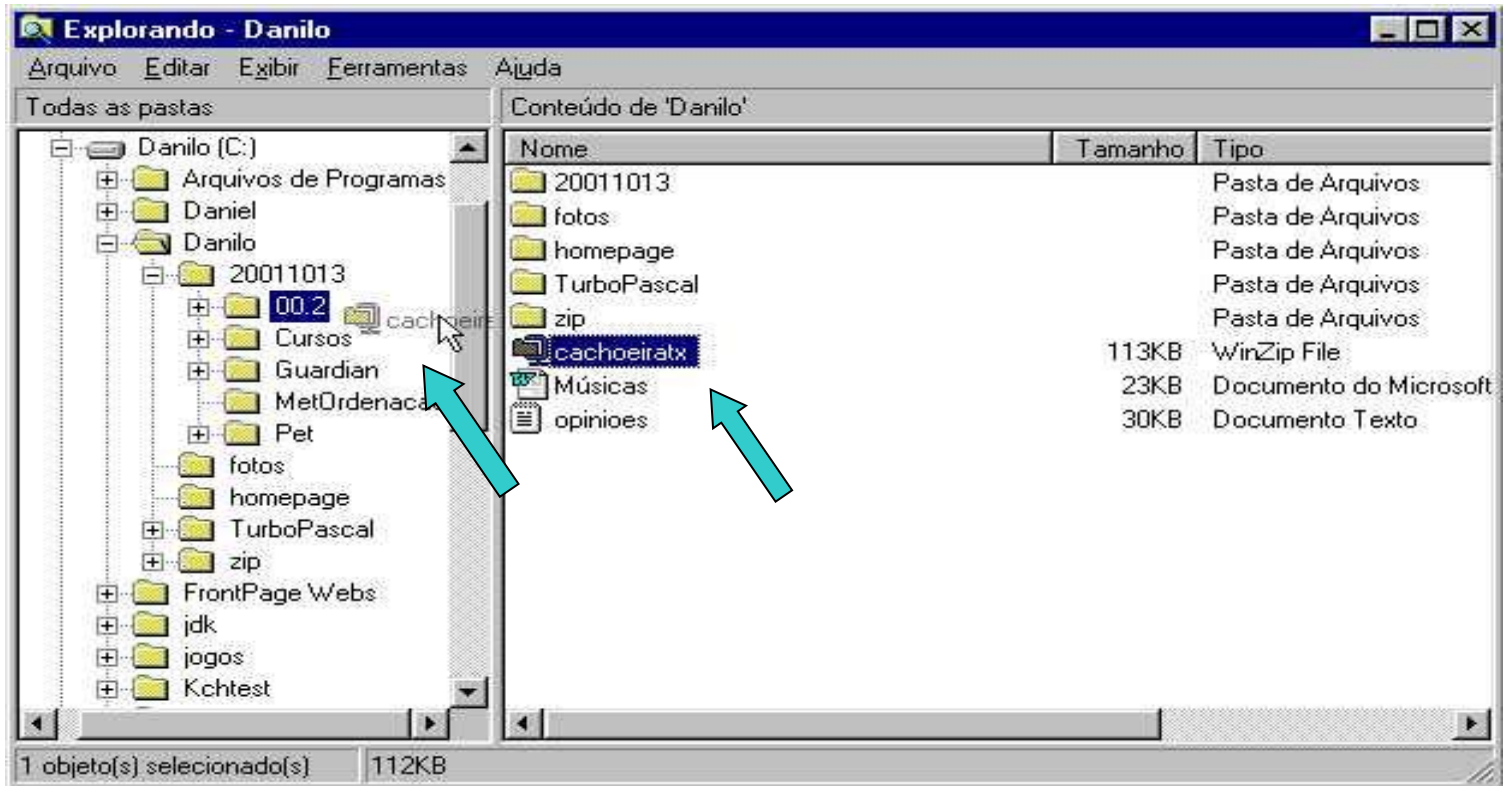 Explorando - Danilo
Arquivo Editar Exibir Ferramentas Ajuda
Todas as pastas
Conteúdo de 'Danilo'
Danilo (C:)
Arquivos de Programas
Daniel
Danilo
20011013
00.2
Cursos
Guardian
MetOrdenaca
Pet
fotos
homepage
TurboPascal
zip
FrontPage Webs
jdk
jogos
Kchtest
cachoeira
Nome Tamanho Tipo
20011013 Pasta de Arquivos
fotos Pasta de Arquivos
homepage Pasta de Arquivos
TurboPascal Pasta de Arquivos
zip Pasta de Arquivos
cachoeiratx 113KB WinZip File
Músicas 23KB Documento do Microsoft
opinioes 30KB Documento Texto
1 objeto(s) selecionado(s) 112KB